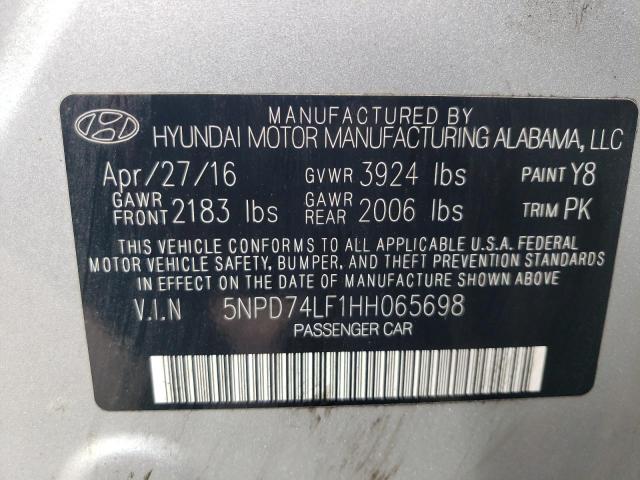 MANUFACTURED BY
HYUNDAI MOTOR MANUFACTURING ALABAMA, LLC
Apr/27/16 GVWR 3924 lbs PAINT Y8
GAWR FRONT 2183 lbs GAWR REAR 2006 lbs TRIM PK
THIS VEHICLE CONFORMS TO ALL APPLICABLE U.S.A. FEDERAL
MOTOR VEHICLE SAFETY, BUMPER, AND THEFT PREVENTION STANDARDS
IN EFFECT ON THE DATE OF MANUFACTURE SHOWN ABOVE
V.I.N 5NPD74LF1HH065698
PASSENGER CAR